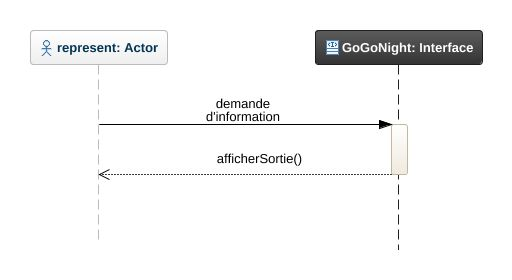 represent: Actor
GoGoNight: Interface
demande
d'information
afficherSortie()